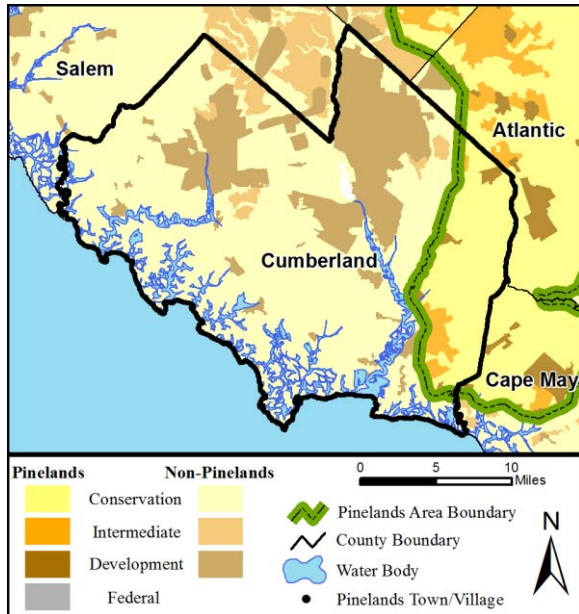 Salem
Atlantic
Cumberland
Cape May
Pinelands Non-Pinelands
Conservation
Intermediate
Development
Federal
0 5 10
Miles
Pinelands Area Boundary
County Boundary
Water Body
Pinelands Town/Village
N